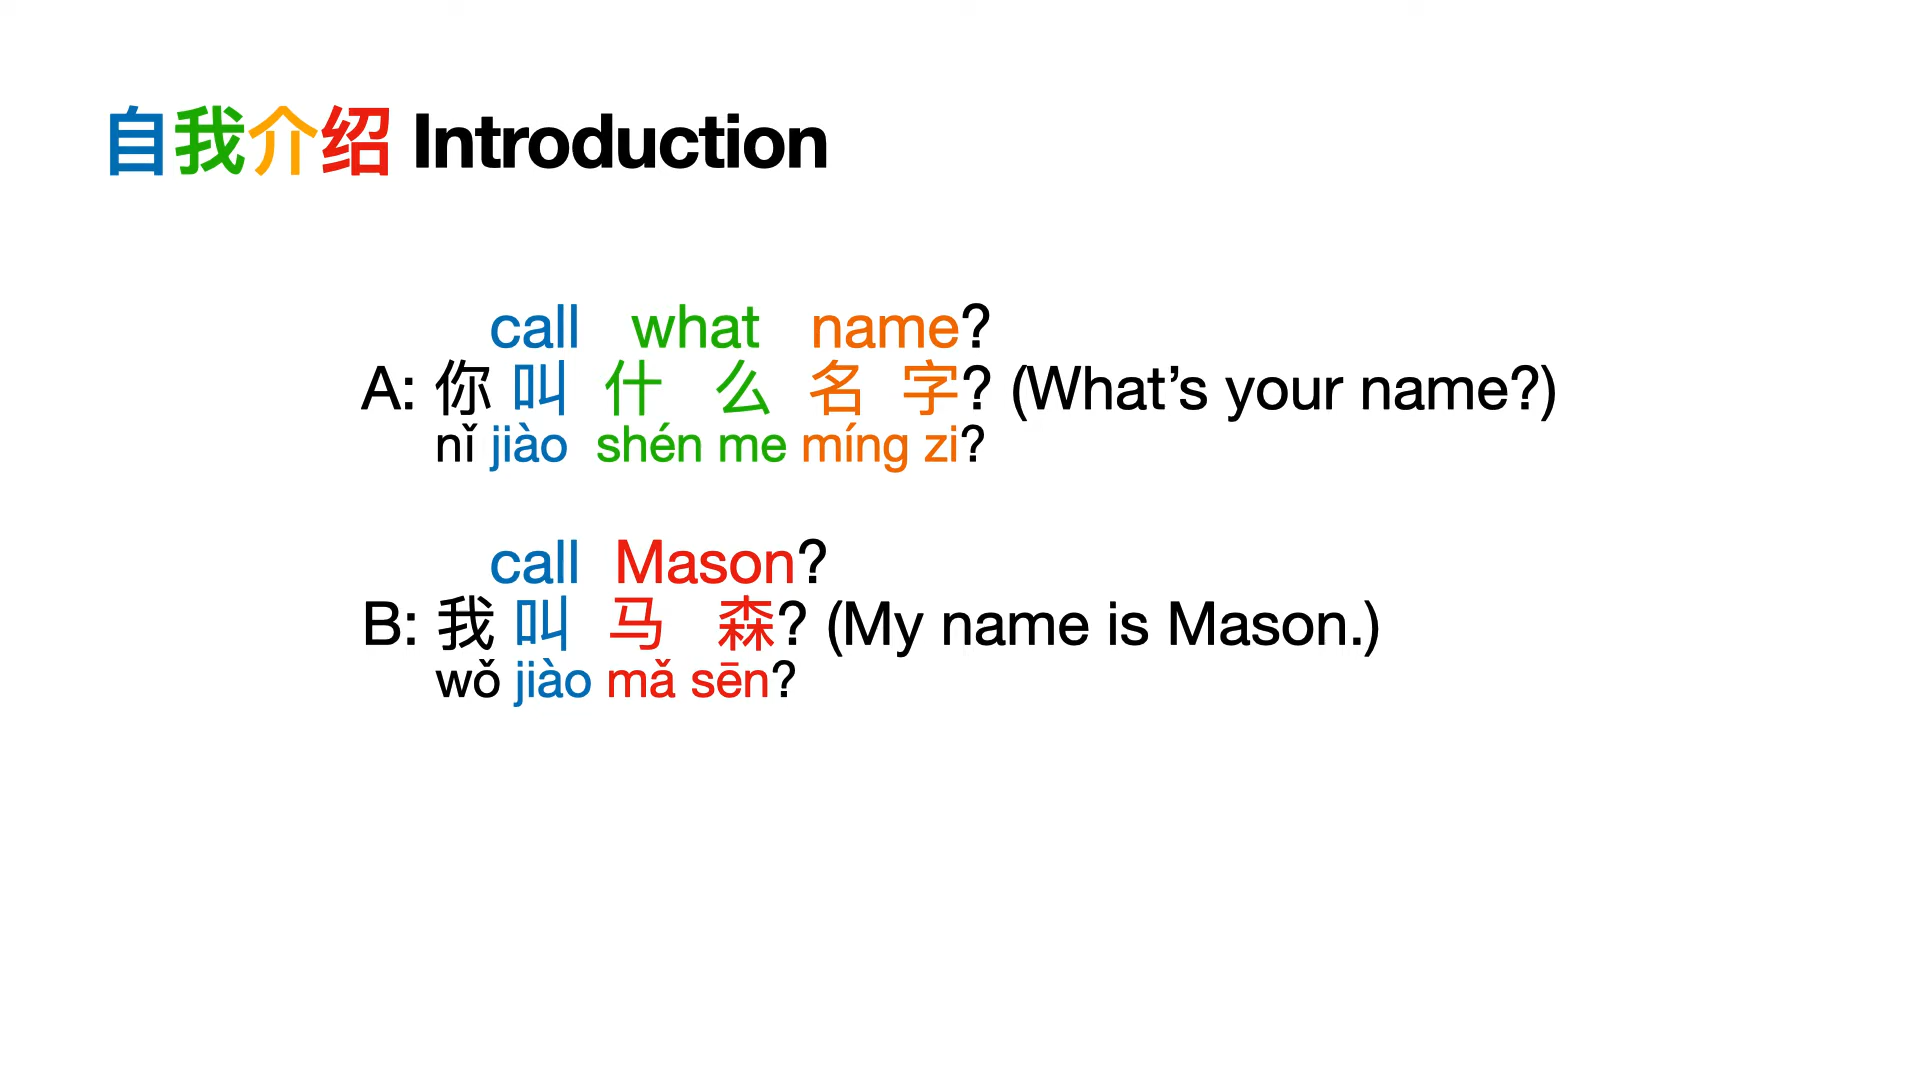 自我介绍 Introduction
call what name?
A: 你 叫 什 么 名 字? (What’s your name?)
nǐ jiào shén me míng zi?
call Mason?
B: 我 叫 马 森? (My name is Mason.)
wǒ jiào mǎ sēn?